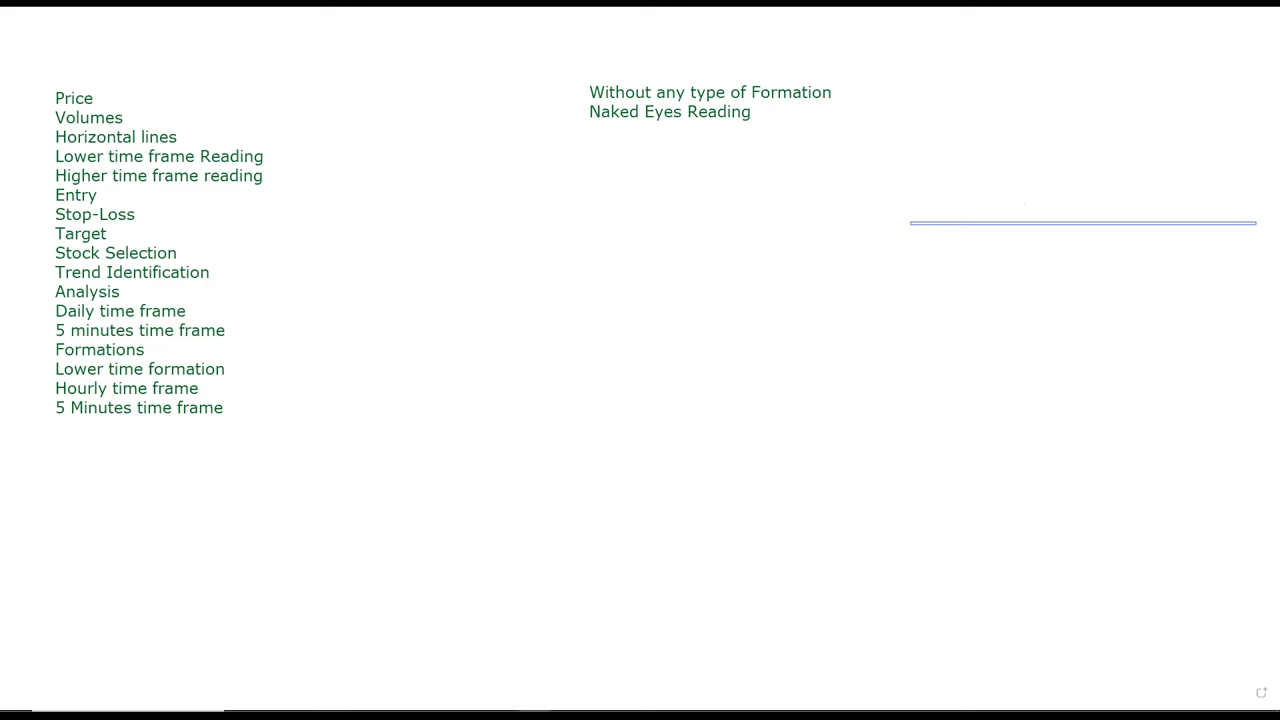 Price
Volumes
Horizontal lines
Lower time frame Reading
Higher time frame reading
Entry
Stop-Loss
Target
Stock Selection
Trend Identification
Analysis
Daily time frame
5 minutes time frame
Formations
Lower time formation
Hourly time frame
5 Minutes time frame
Without any type of Formation
Naked Eyes Reading